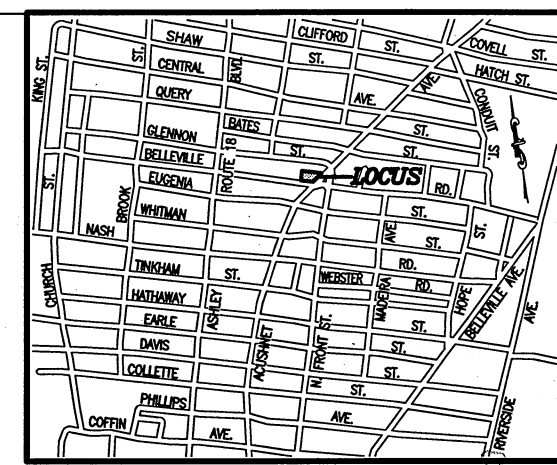 SHAW
CLIFFORD
ST.
COVELL
ST.
HATCH ST.
KING ST.
ST.
CENTRAL
BLVD.
ST.
AVE.
QUERY
AVE.
CONDUIT
ST.
GLENNON
BATES
ST.
ROUTE 18
ST.
ST.
BELLEVILLE
LOCUS
EUGENIA
RD.
ST.
BROOK
WHITMAN
ST.
AVE.
ST.
ST.
NASH
CHURCH
TINKHAM
ST.
WEBSTER
RD.
RD.
MADEIRA
HOPE
BELLEVILLE AVE.
AVE.
HATHAWAY
ASHLEY
EARLE
ACUSHNET
N. FRONT ST.
ST.
DAVIS
ST.
COLLETTE
ST.
ST.
PHILLIPS
AVE.
COFFIN
AVE.
RIVERSIDE